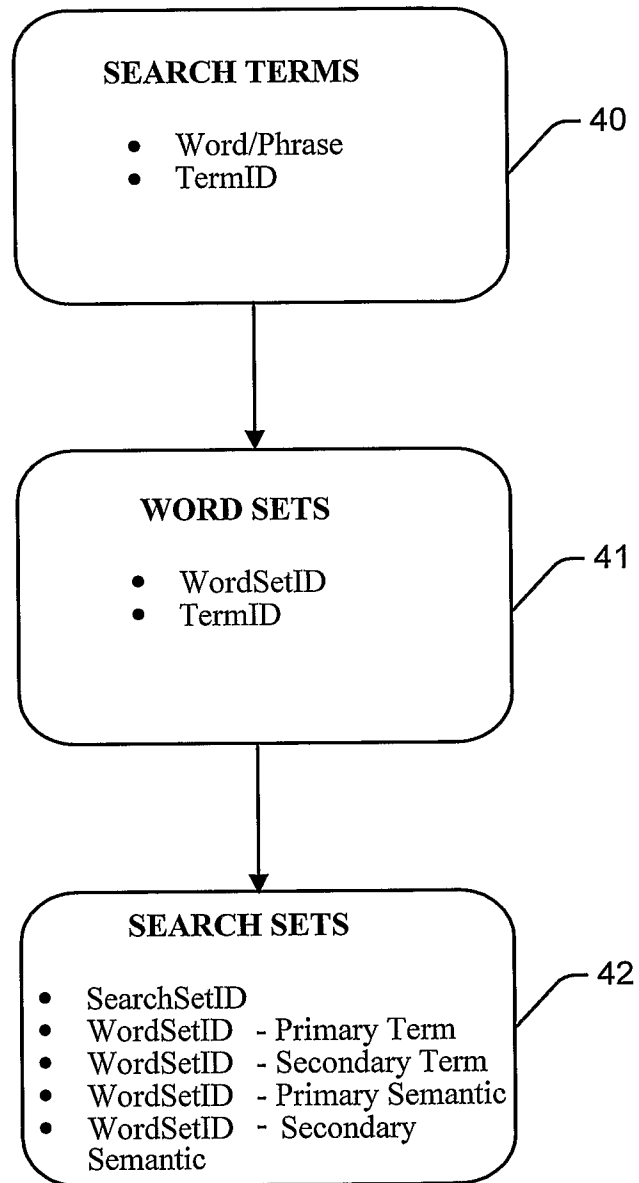 SEARCH TERMS
• Word/Phrase
• TermID
40
WORD SETS
• WordSetID
• TermID
41
SEARCH SETS
• SearchSetID
• WordSetID - Primary Term
• WordSetID - Secondary Term
• WordSetID - Primary Semantic
• WordSetID - Secondary
Semantic
42